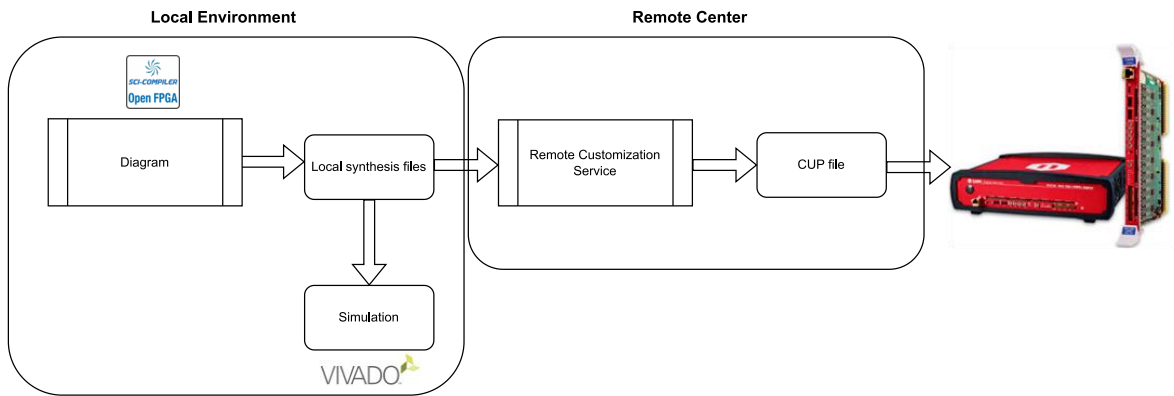 Local Environment
Remote Center
SCI-COMPILER
Open FPGA
Diagram
Local synthesis files
Remote Customization
Service
CUP file
Simulation
VIVADO